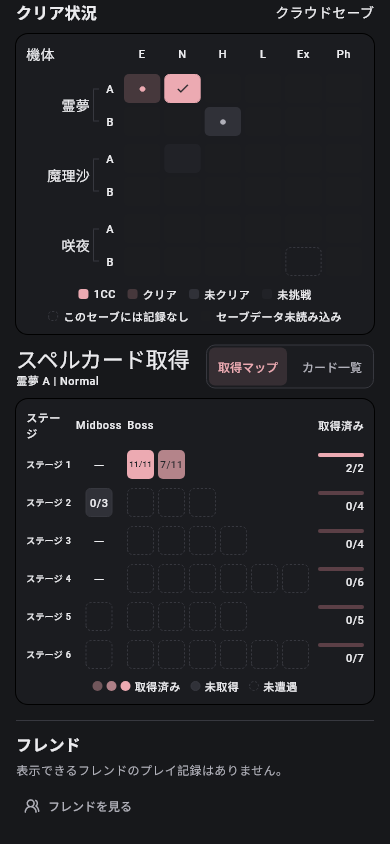 クリア状況 クラウドセーブ
機体 E N H L Ex Ph
霊夢 A
B
魔理沙 A
B
咲夜 A
B
1CC クリア 未クリア 未挑戦
このセーブには記録なし セーブデータ未読み込み
スペルカード取得
霊夢 A | Normal
取得マップ カード一覧
ステージ Midboss Boss 取得済み
ステージ 1 — 11/11 7/11 2/2
ステージ 2 0/3 0/4
ステージ 3 — 0/4
ステージ 4 — 0/6
ステージ 5 0/5
ステージ 6 0/7
取得済み 未取得 未遭遇
フレンド
表示できるフレンドのプレイ記録はありません。
フレンドを見る